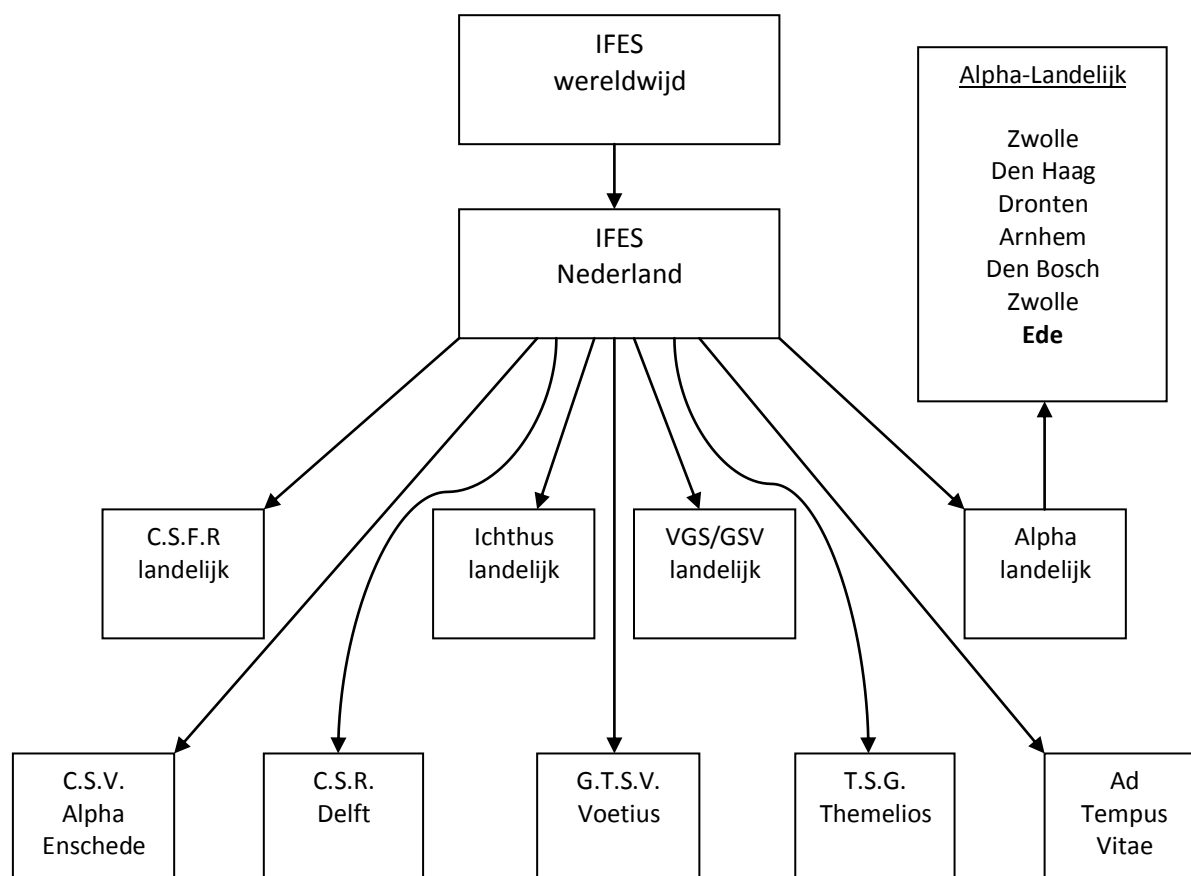 IFES
wereldwijd
Alpha-Landelijk
Zwolle
Den Haag
Dronten
Arnhem
Den Bosch
Zwolle
Ede
IFES
Nederland
C.S.F.R
landelijk
Ichthus
landelijk
VGS/GSV
landelijk
Alpha
landelijk
C.S.V.
Alpha
Enschede
C.S.R.
Delft
G.T.S.V.
Voetius
T.S.G.
Themelios
Ad
Tempus
Vitae